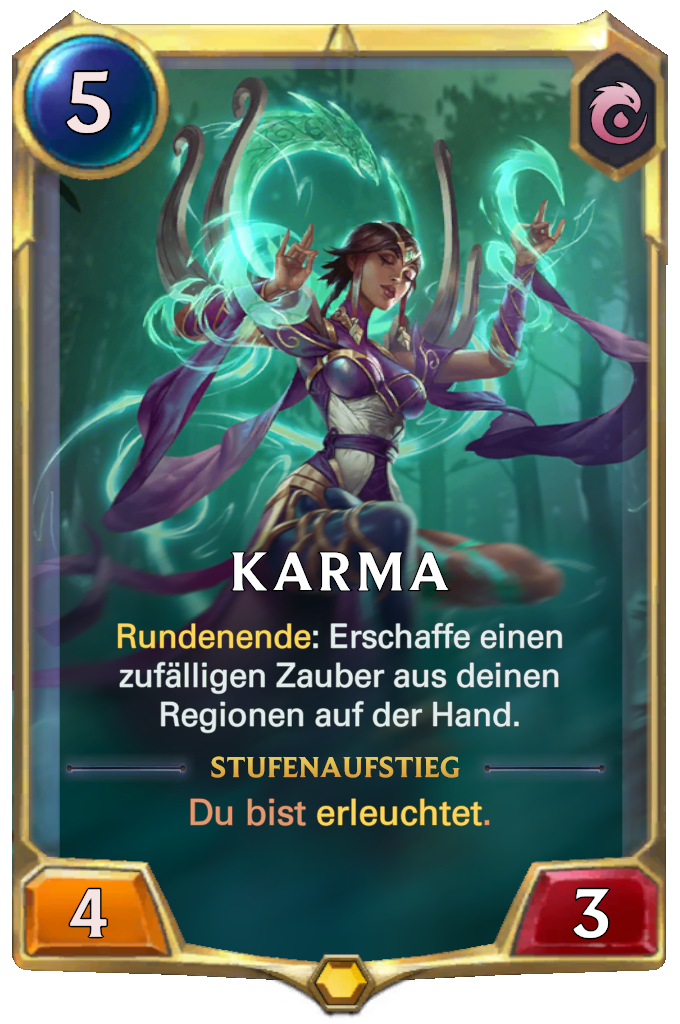 5
KARMA
Rundenende: Erschaffe einen
zufälligen Zauber aus deinen
Regionen auf der Hand.
STUFENAUFSTIEG
Du bist erleuchtet.
4
3